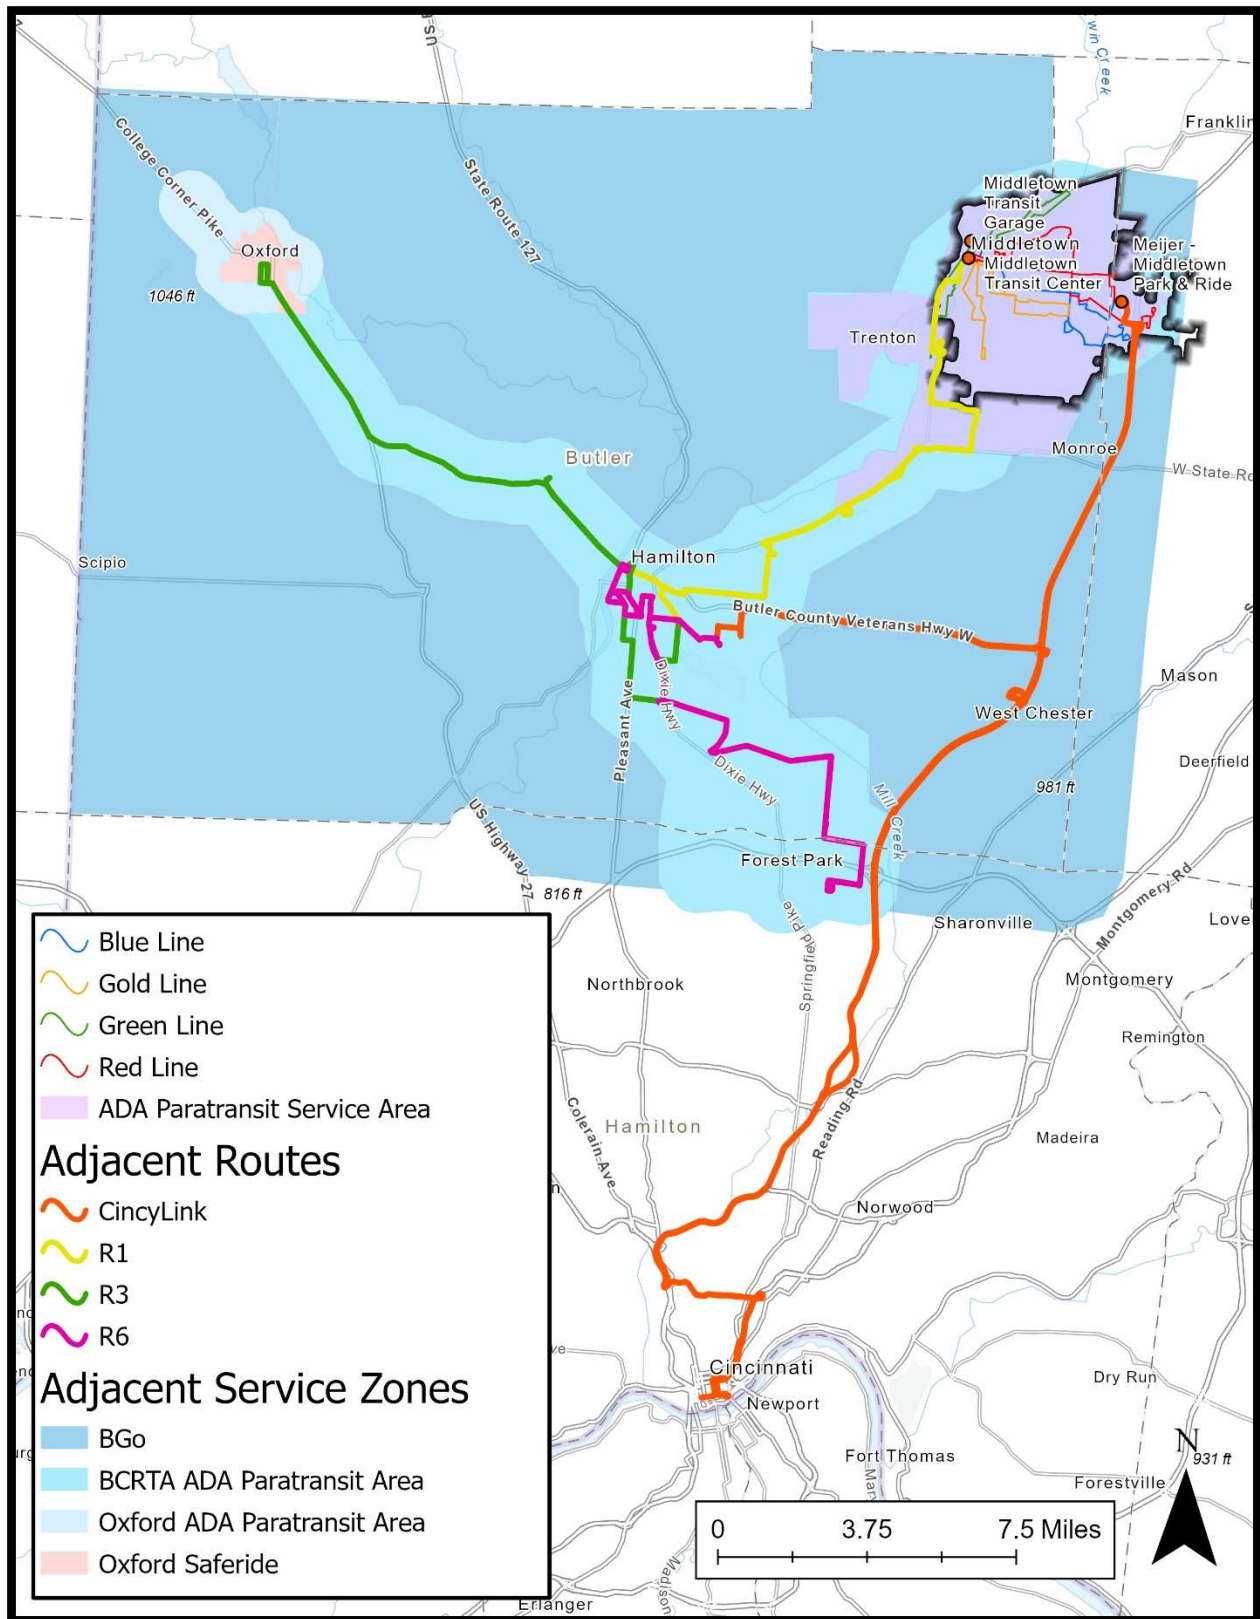 US
win Creek
Franklin
College Corner Pike
State Route 127
Middletown
Transit
Garage
Middletown
Middletown
Transit Center
Meijer -
Middletown
Park & Ride
Oxford
1046 ft
Trenton
Butler
Monroe
W State Rd
Scipio
Hamilton
Butler County Veterans Hwy W
Dixie Hwy
Pleasant Ave
Mason
West Chester
Deerfield
Dixie Hwy
981 ft
Mill Creek
US Highway 27
Forest Park
816 ft
Montgomery Rd
Sharonville
Love
Springfield Pike
Northbrook
Montgomery
Remington
Colerain Ave
Hamilton
Reading Rd
Madeira
Norwood
Cincinnati
Newport
Dry Run
Fort Thomas
Forestville
931 ft
Madison
Erlanger
Blue Line
Gold Line
Green Line
Red Line
ADA Paratransit Service Area
Adjacent Routes
CincyLink
R1
R3
R6
Adjacent Service Zones
BGo
BCRTA ADA Paratransit Area
Oxford ADA Paratransit Area
Oxford Saferide
0 3.75 7.5 Miles
N